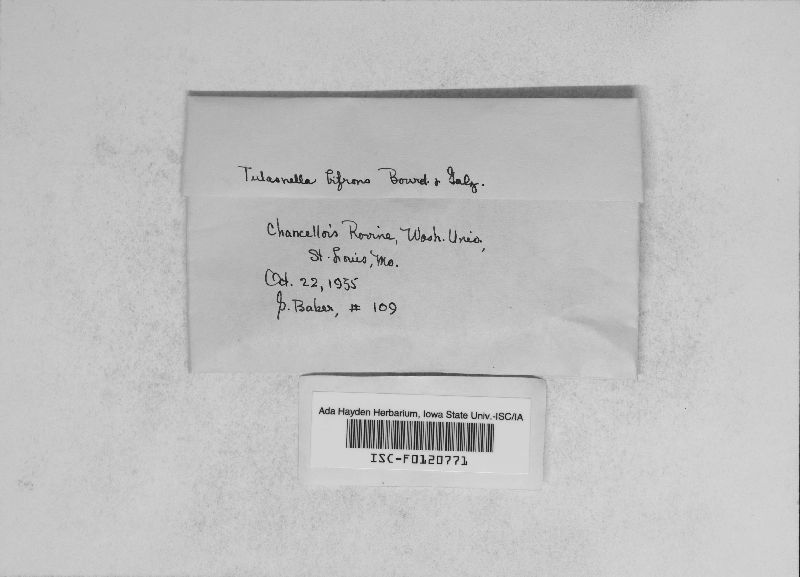 Tulasnella bifrons Bourd. & Galz.
Chancellor's Ravine, Wash. Univ.,
St. Louis, Mo.
Oct. 22, 1935
G. Baker, # 109
Ada Hayden Herbarium, Iowa State Univ.-ISC/IA
ISC-F0120771